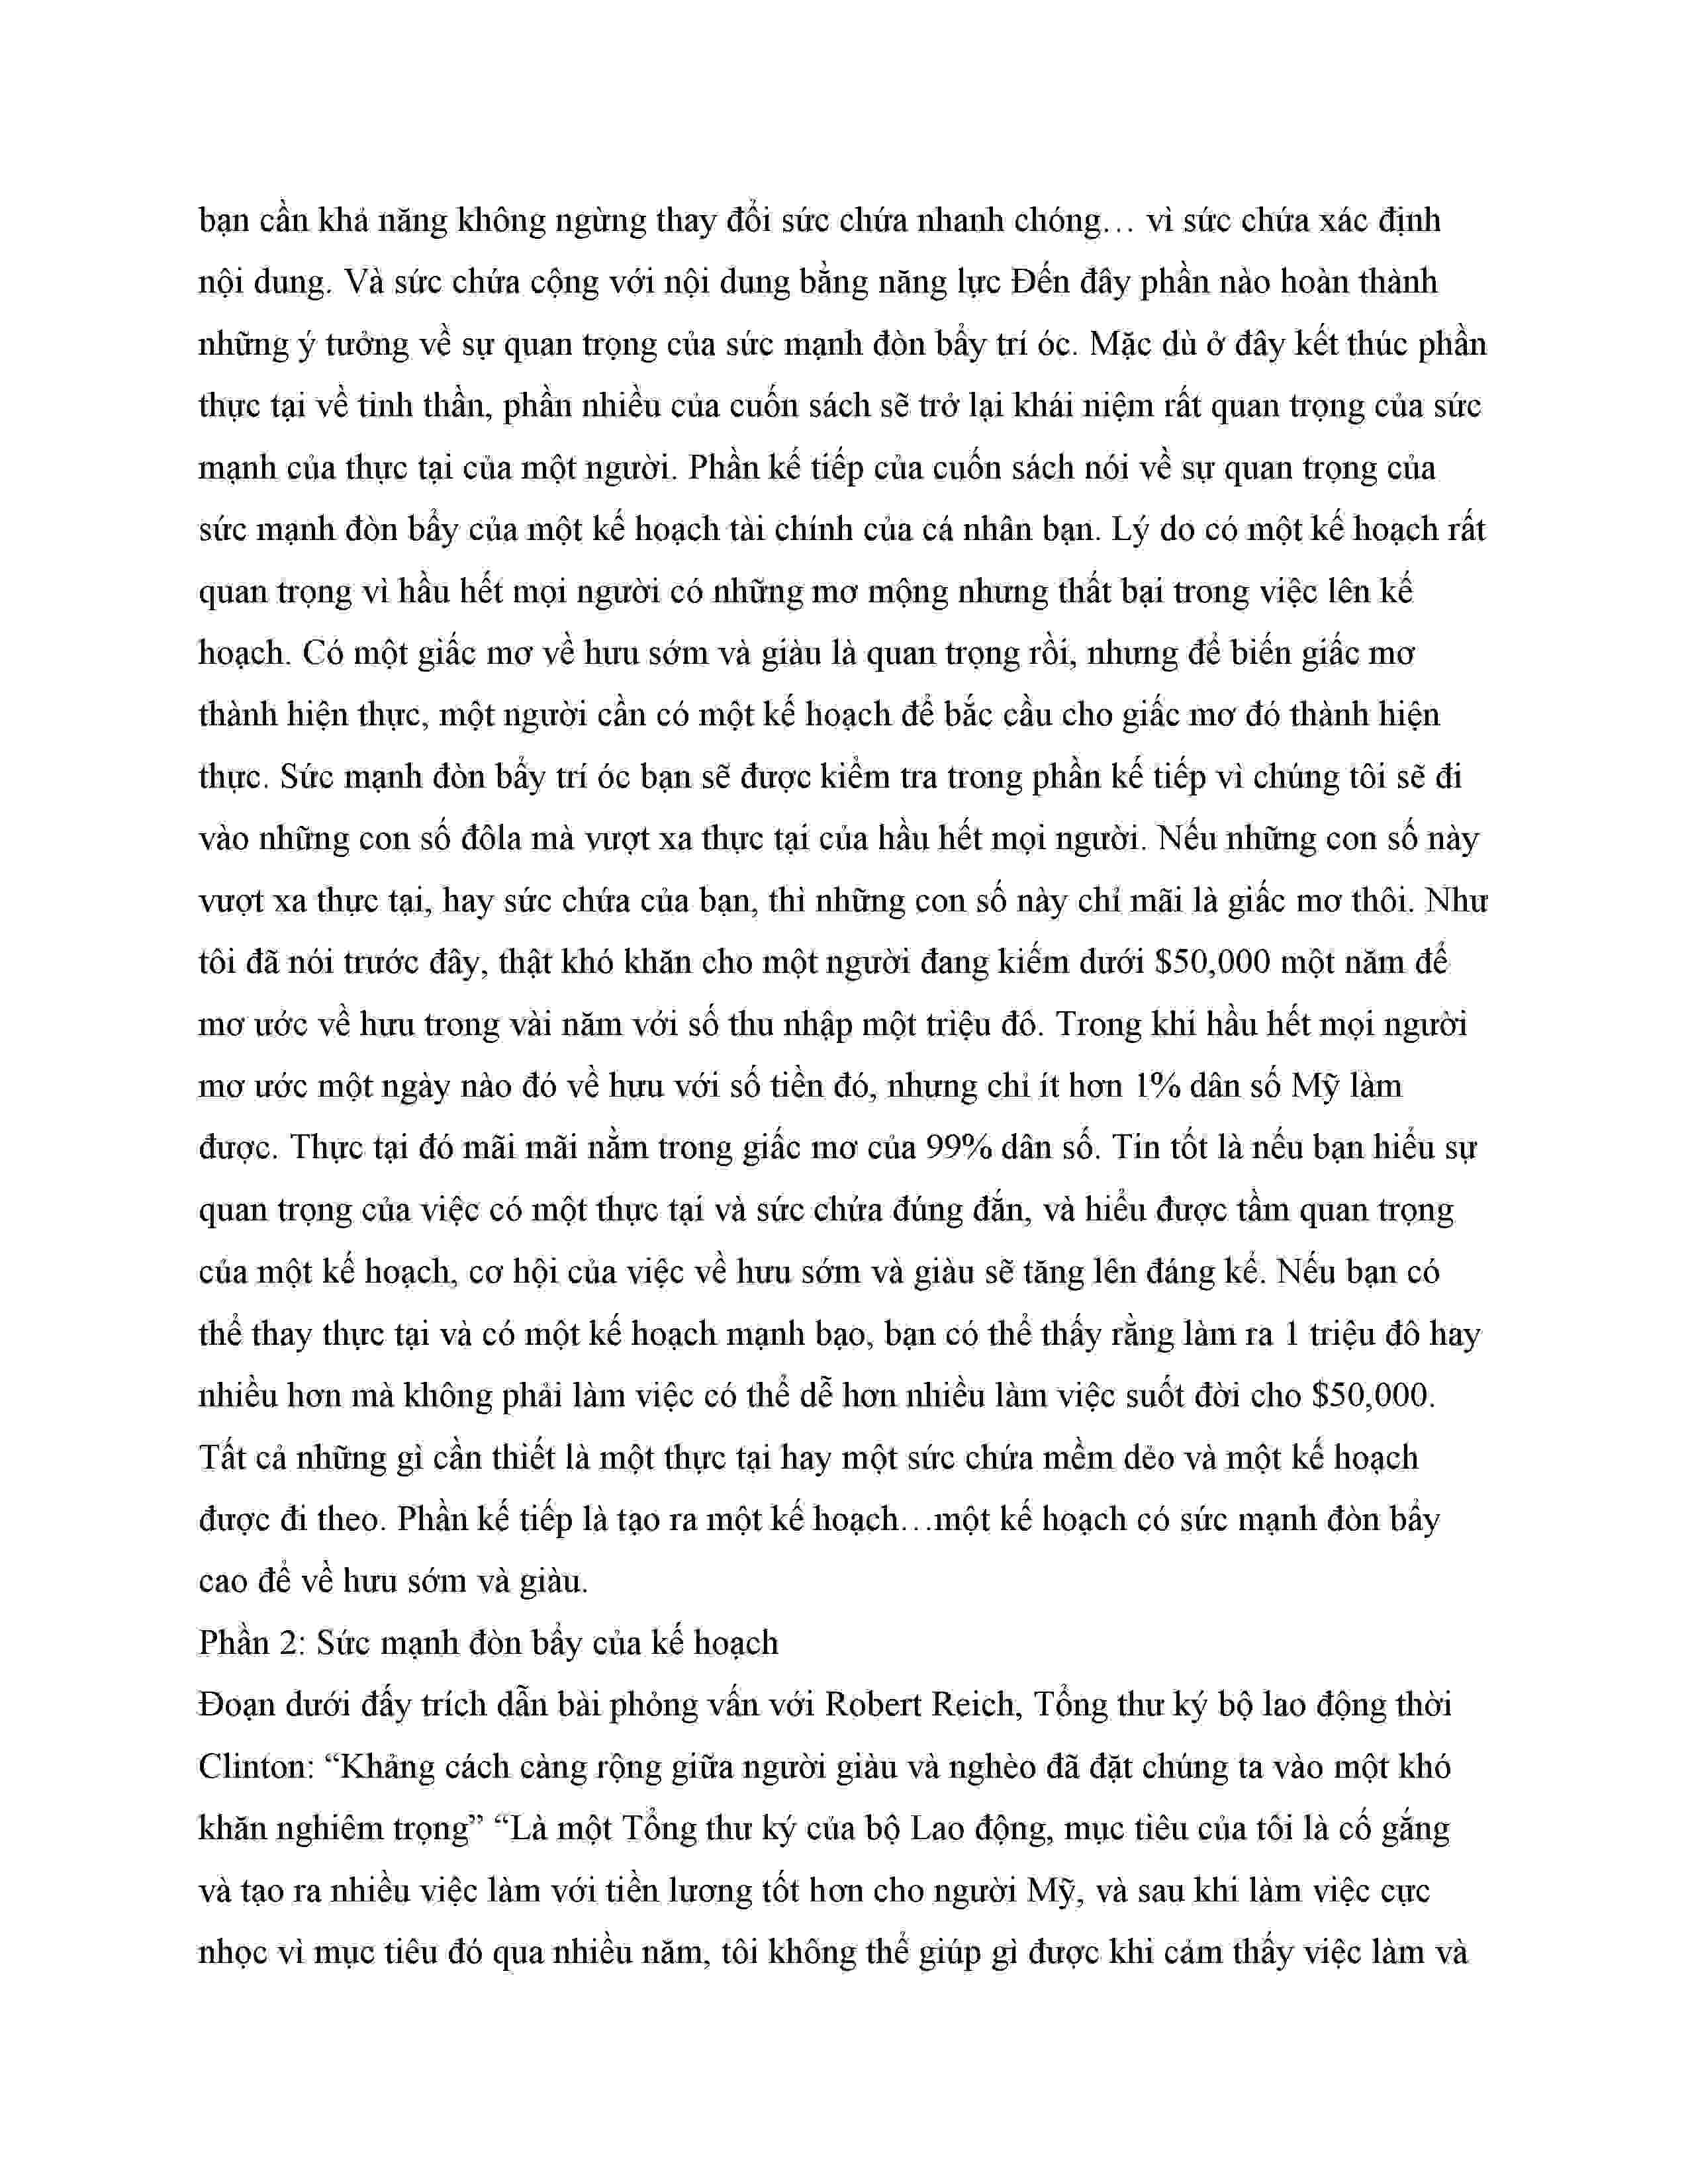 bạn cần khả năng không ngừng thay đổi sức chứa nhanh chóng… vì sức chứa xác định
nội dung. Và sức chứa cộng với nội dung bằng năng lực Đến đây phần nào hoàn thành
những ý tưởng về sự quan trọng của sức mạnh đòn bẩy trí óc. Mặc dù ở đây kết thúc phần
thực tại về tinh thần, phần nhiều của cuốn sách sẽ trở lại khái niệm rất quan trọng của sức
mạnh của thực tại của một người. Phần kế tiếp của cuốn sách nói về sự quan trọng của
sức mạnh đòn bẩy của một kế hoạch tài chính của cá nhân bạn. Lý do có một kế hoạch rất
quan trọng vì hầu hết mọi người có những mơ mộng nhưng thất bại trong việc lên kế
hoạch. Có một giấc mơ về hưu sớm và giàu là quan trọng rồi, nhưng để biến giấc mơ
thành hiện thực, một người cần có một kế hoạch để bắc cầu cho giấc mơ đó thành hiện
thực. Sức mạnh đòn bẩy trí óc bạn sẽ được kiểm tra trong phần kế tiếp vì chúng tôi sẽ đi
vào những con số đôla mà vượt xa thực tại của hầu hết mọi người. Nếu những con số này
vượt xa thực tại, hay sức chứa của bạn, thì những con số này chỉ mãi là giấc mơ thôi. Như
tôi đã nói trước đây, thật khó khăn cho một người đang kiếm dưới $50,000 một năm để
mơ ước về hưu trong vài năm với số thu nhập một triệu đô. Trong khi hầu hết mọi người
mơ ước một ngày nào đó về hưu với số tiền đó, nhưng chỉ ít hơn 1% dân số Mỹ làm
được. Thực tại đó mãi mãi nằm trong giấc mơ của 99% dân số. Tin tốt là nếu bạn hiểu sự
quan trọng của việc có một thực tại và sức chứa đúng đắn, và hiểu được tầm quan trọng
của một kế hoạch, cơ hội của việc về hưu sớm và giàu sẽ tăng lên đáng kể. Nếu bạn có
thể thay thực tại và có một kế hoạch mạnh bạo, bạn có thể thấy rằng làm ra 1 triệu đô hay
nhiều hơn mà không phải làm việc có thể dễ hơn nhiều làm việc suốt đời cho $50,000.
Tất cả những gì cần thiết là một thực tại hay một sức chứa mềm dẻo và một kế hoạch
được đi theo. Phần kế tiếp là tạo ra một kế hoạch…một kế hoạch có sức mạnh đòn bẩy
cao để về hưu sớm và giàu.
Phần 2: Sức mạnh đòn bẩy của kế hoạch
Đoạn dưới đấy trích dẫn bài phỏng vấn với Robert Reich, Tổng thư ký bộ lao động thời
Clinton: “Khảng cách càng rộng giữa người giàu và nghèo đã đặt chúng ta vào một khó
khăn nghiêm trọng” “Là một Tổng thư ký của bộ Lao động, mục tiêu của tôi là cố gắng
và tạo ra nhiều việc làm với tiền lương tốt hơn cho người Mỹ, và sau khi làm việc cực
nhọc vì mục tiêu đó qua nhiều năm, tôi không thể giúp gì được khi cảm thấy việc làm và